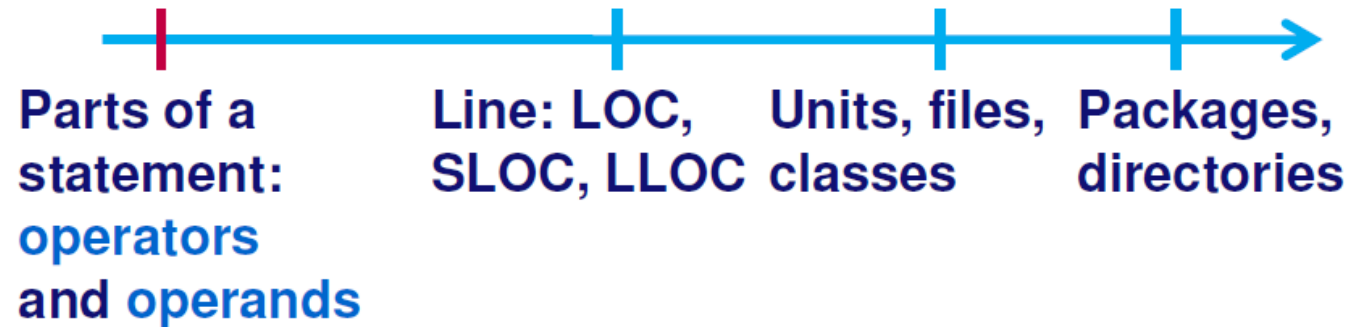 Parts of a
statement:
operators
and operands
Line: LOC,
SLOC, LLOC
Units, files,
classes
Packages,
directories